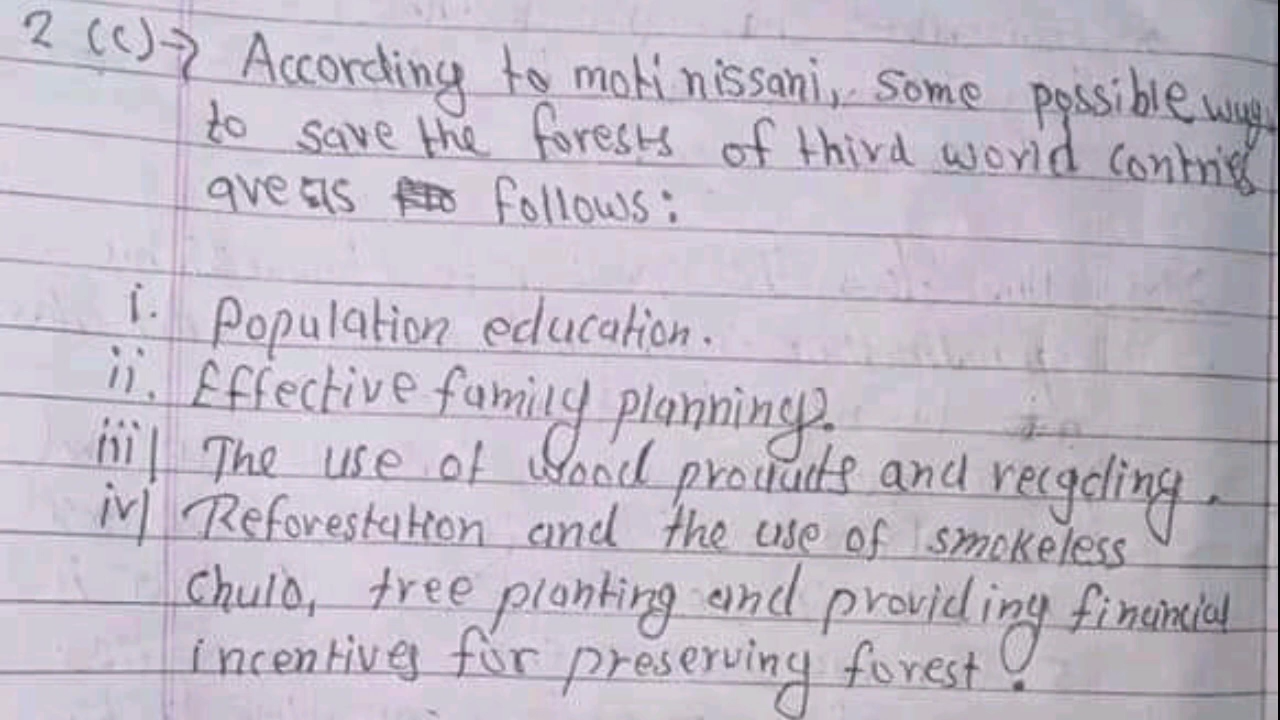 2 (c)→ According to moti nissani, some possible way
to save the forests of third world contries
are as follows:
i. Population education.
ii. Effective family planning.
iii| The use of wood products and recycling.
iv| Reforestation and the use of smokeless
chulo, tree planting and providing financial
incentives for preserving forest.